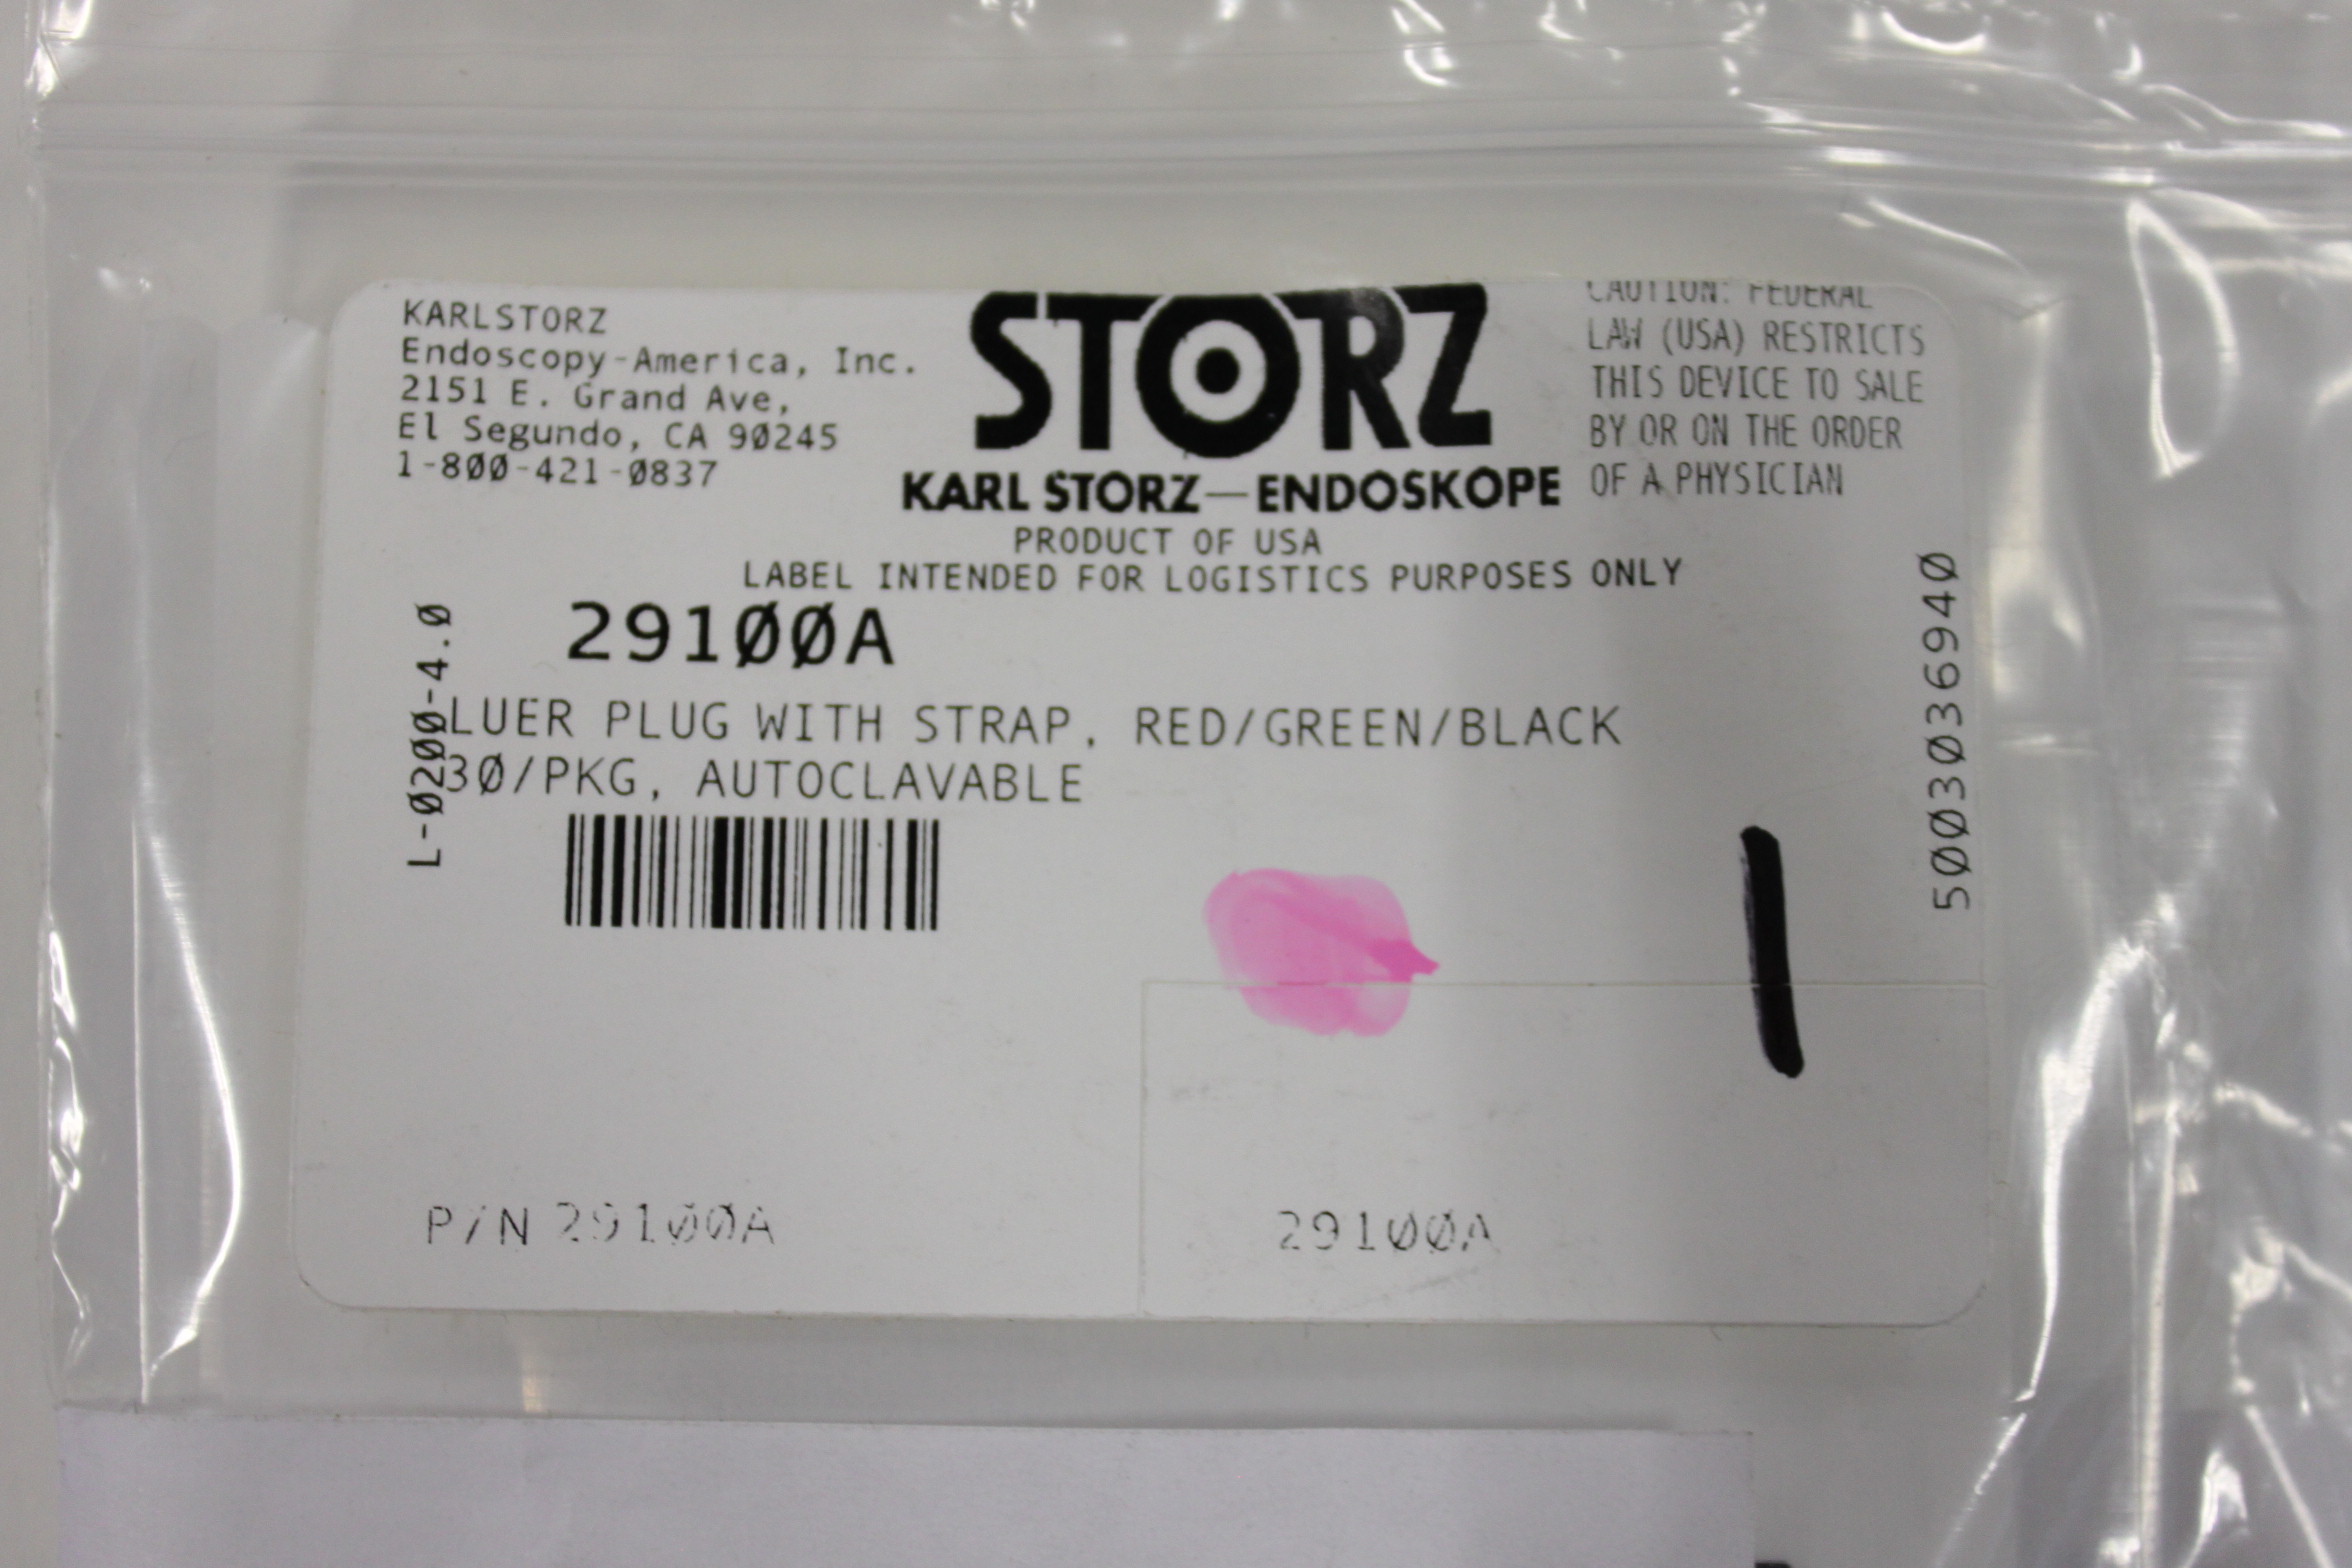 KARLSTORZ
Endoscopy-America, Inc.
2151 E. Grand Ave,
El Segundo, CA 90245
1-800-421-0837
STORZ
KARL STORZ—ENDOSKOPE
CAUTION: FEDERAL
LAW (USA) RESTRICTS
THIS DEVICE TO SALE
BY OR ON THE ORDER
OF A PHYSICIAN
PRODUCT OF USA
LABEL INTENDED FOR LOGISTICS PURPOSES ONLY
29100A
L-0200-4.0
LUER PLUG WITH STRAP, RED/GREEN/BLACK
30/PKG, AUTOCLAVABLE
5003036940
1
P/N 29100A
29100A